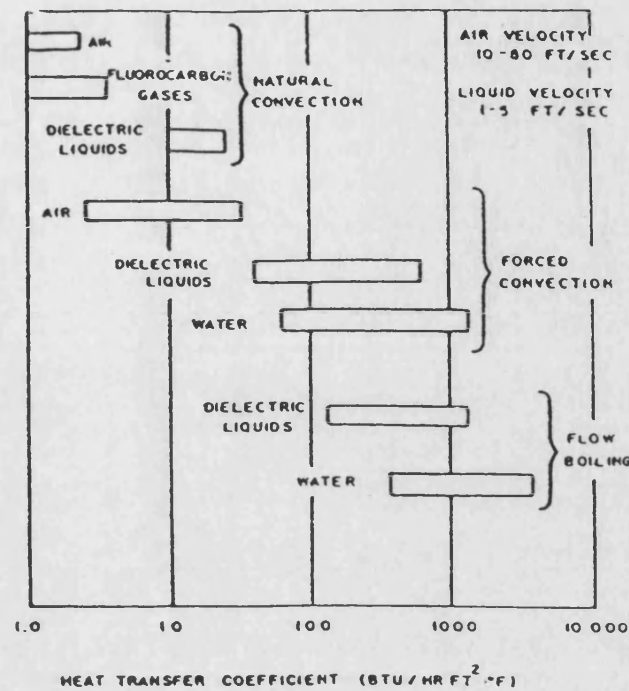 AIR
FLUOROCARBON
GASES
NATURAL
CONVECTION
DIELECTRIC
LIQUIDS
AIR VELOCITY
10-80 FT/SEC
LIQUID VELOCITY
1-5 FT/SEC
AIR
DIELECTRIC
LIQUIDS
WATER
FORCED
CONVECTION
DIELECTRIC
LIQUIDS
WATER
FLOW
BOILING
1.0 10 100 1000 10 000
HEAT TRANSFER COEFFICIENT (BTU/HR FT² °F)